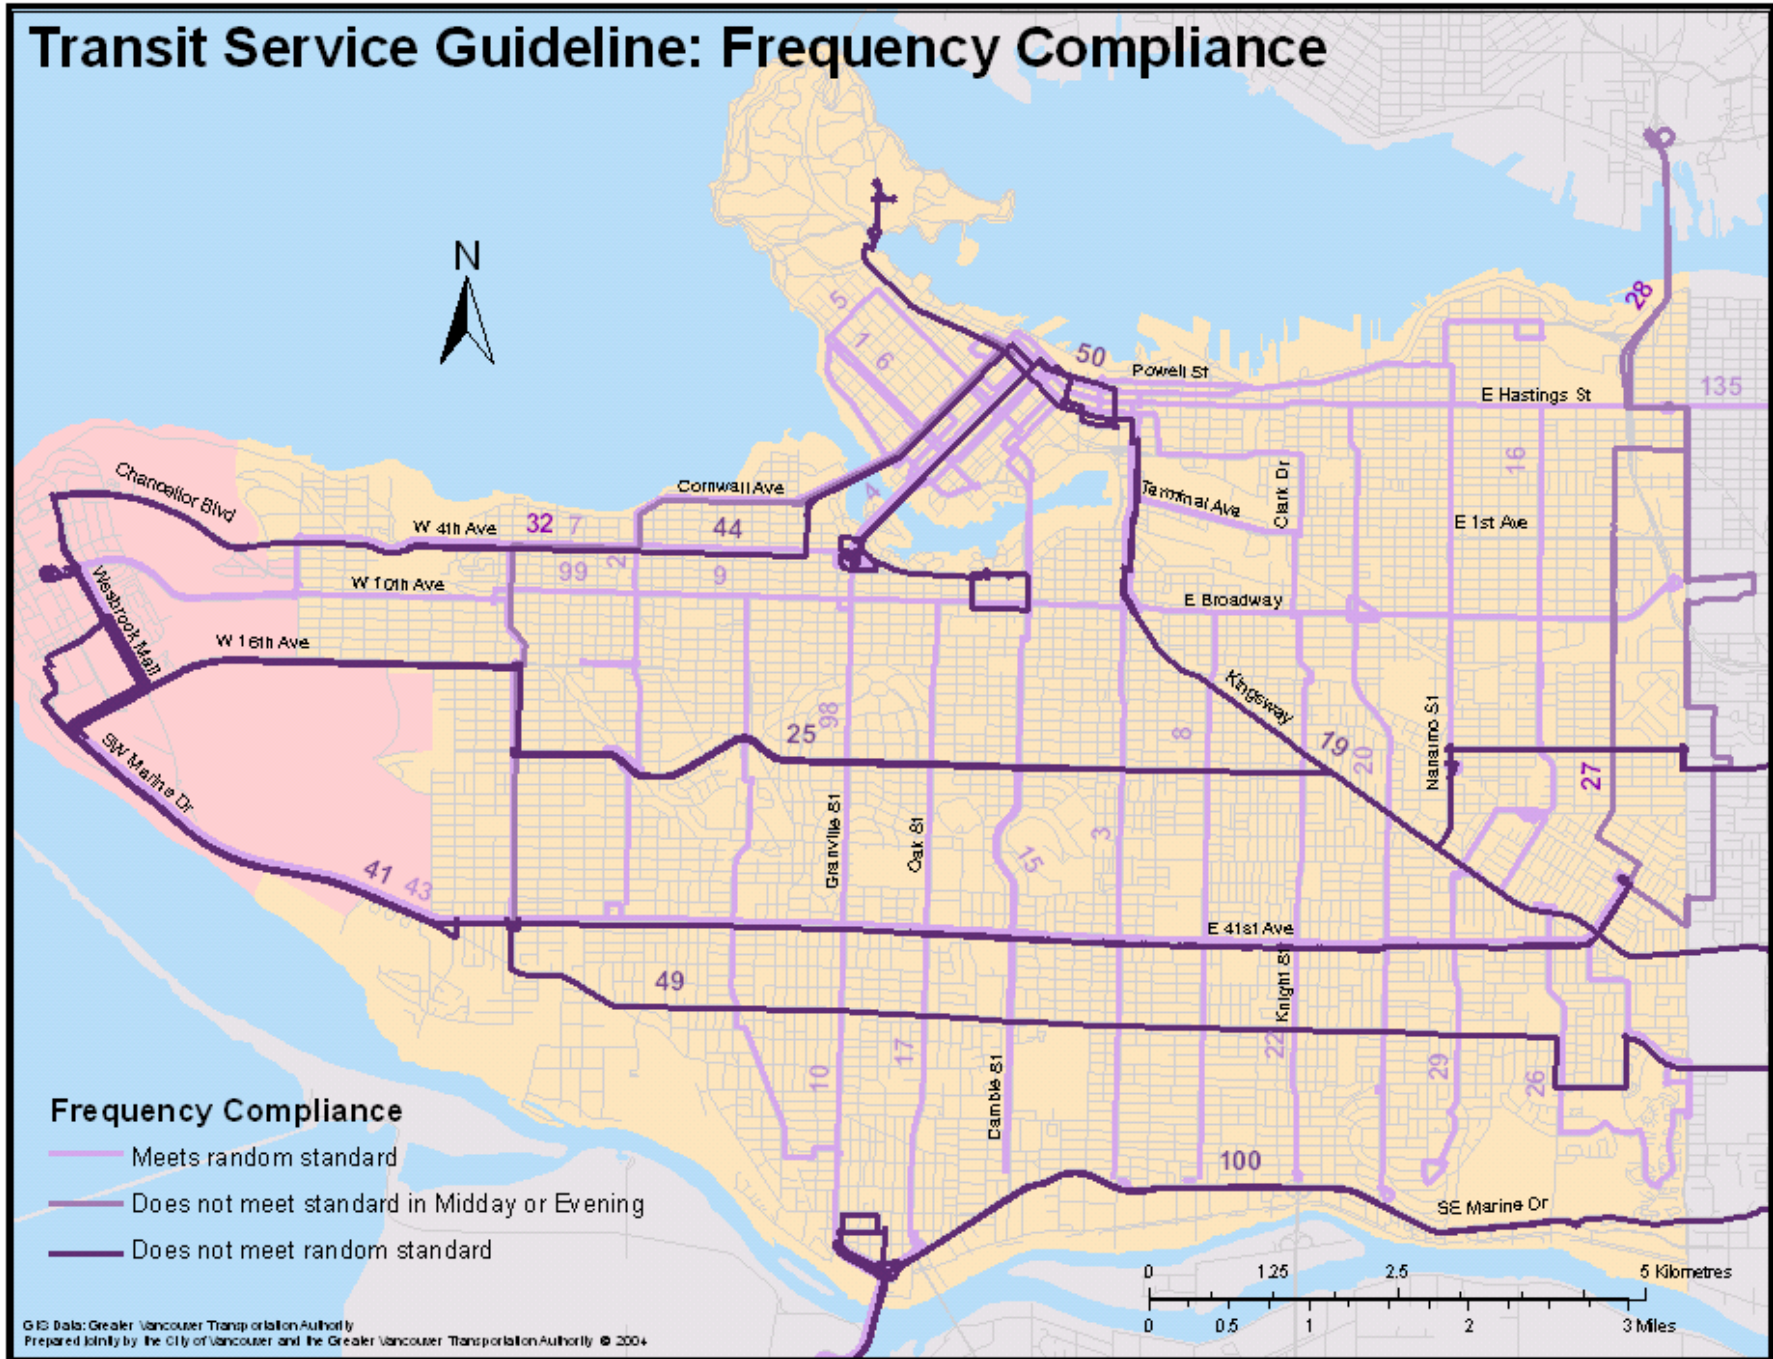 Transit Service Guideline: Frequency Compliance
N
28
5
1
6
50
Powell St
E Hastings St
135
16
Chancellor Blvd
Cornwall Ave
4
Terminal Ave
Clark Dr
E 1st Ave
W 4th Ave
32
7
44
2
99
9
W 10th Ave
Wesbrook Mall
E Broadway
W 16th Ave
Kingsway
98
25
8
19
20
Nanaimo St
27
SW Marine Dr
Granville St
Oak St
3
15
41
43
E 41st Ave
Knight St
49
10
17
Cambie St
22
29
26
100
SE Marine Dr
Frequency Compliance
Meets random standard
Does not meet standard in Midday or Evening
Does not meet random standard
0 1.25 2.5 5 Kilometres
0 0.5 1 2 3 Miles
GIS Data: Greater Vancouver Transportation Authority
Prepared jointly by the City of Vancouver and the Greater Vancouver Transportation Authority © 2004